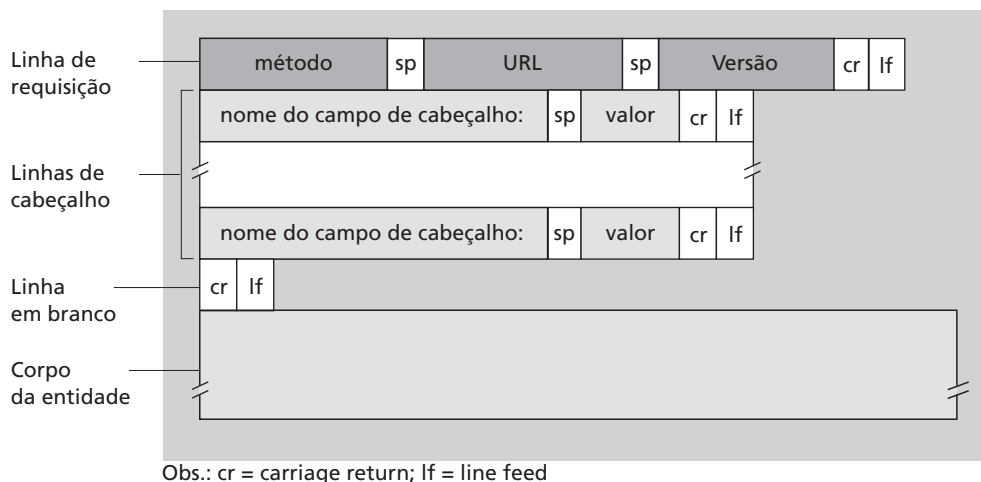 Linha de
requisição
método sp URL sp Versão cr lf
nome do campo de cabeçalho: sp valor cr lf
Linhas de
cabeçalho
nome do campo de cabeçalho: sp valor cr lf
Linha
em branco
cr lf
Corpo
da entidade
Obs.: cr = carriage return; lf = line feed